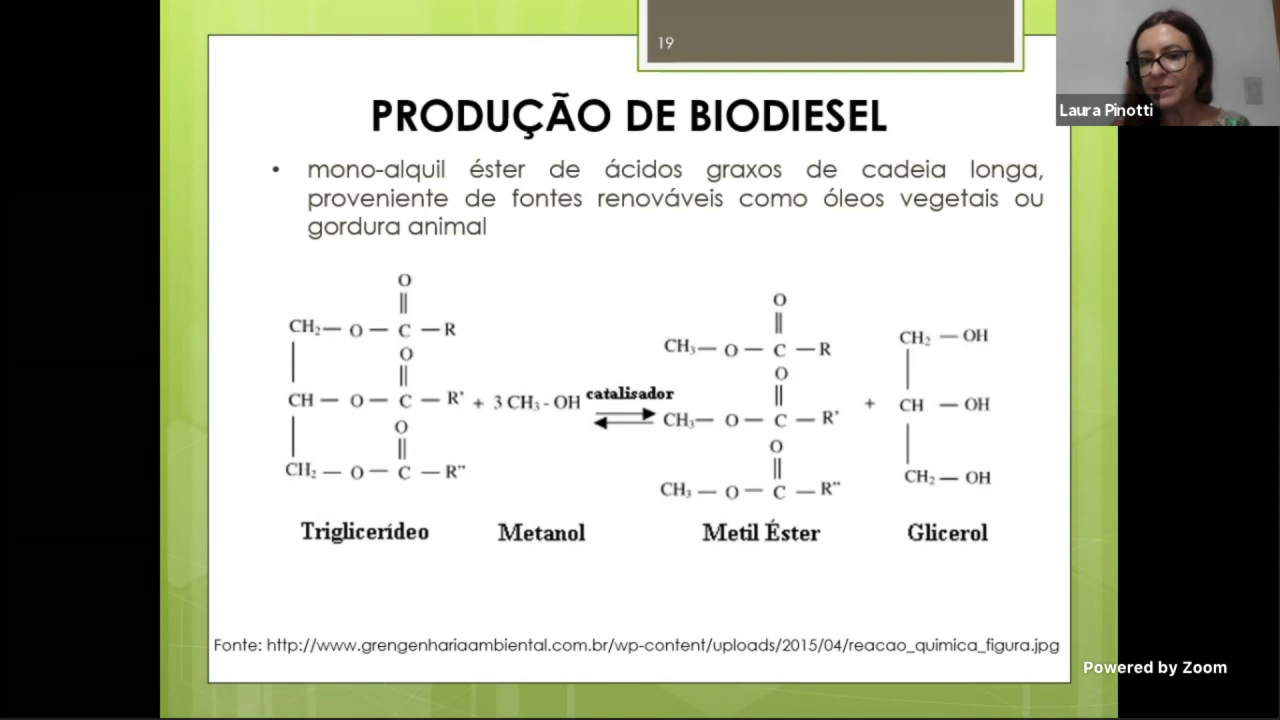 19
Laura Pinotti
PRODUÇÃO DE BIODIESEL
• mono-alquil éster de ácidos graxos de cadeia longa,
proveniente de fontes renováveis como óleos vegetais ou
gordura animal
O
||
CH₂— O — C — R
O
||
CH — O — C — R'
O
||
CH₂ — O — C — R''
+ 3 CH₃ - OH
catalisador
O
||
CH₃— O — C — R
O
||
CH₃— O — C — R'
O
||
CH₃ — O — C — R''
+
CH₂ — OH
CH — OH
CH₂ — OH
Triglicerídeo Metanol Metil Éster Glicerol
Fonte: http://www.grengenhariaambiental.com.br/wp-content/uploads/2015/04/reacao_quimica_figura.jpg
Powered by Zoom